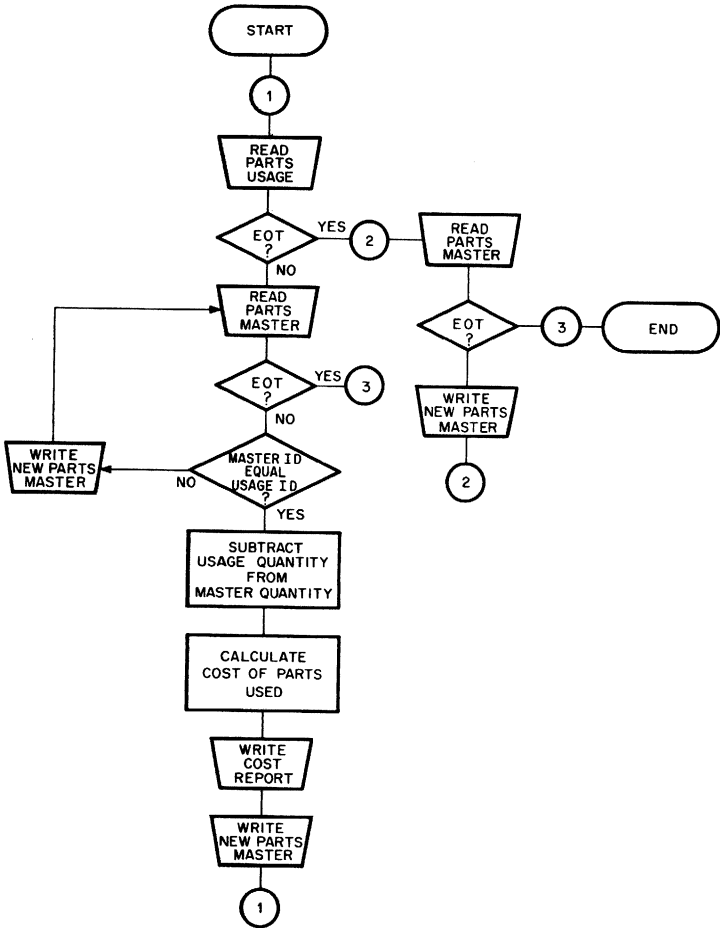 START
1
READ
PARTS
USAGE
EOT
?
YES
2
READ
PARTS
MASTER
NO
READ
PARTS
MASTER
EOT
?
3
END
EOT
?
YES
3
NO
WRITE
NEW PARTS
MASTER
2
MASTER ID
EQUAL
USAGE ID
?
NO
WRITE
NEW PARTS
MASTER
YES
SUBTRACT
USAGE QUANTITY
FROM
MASTER QUANTITY
CALCULATE
COST OF PARTS
USED
WRITE
COST
REPORT
WRITE
NEW PARTS
MASTER
1